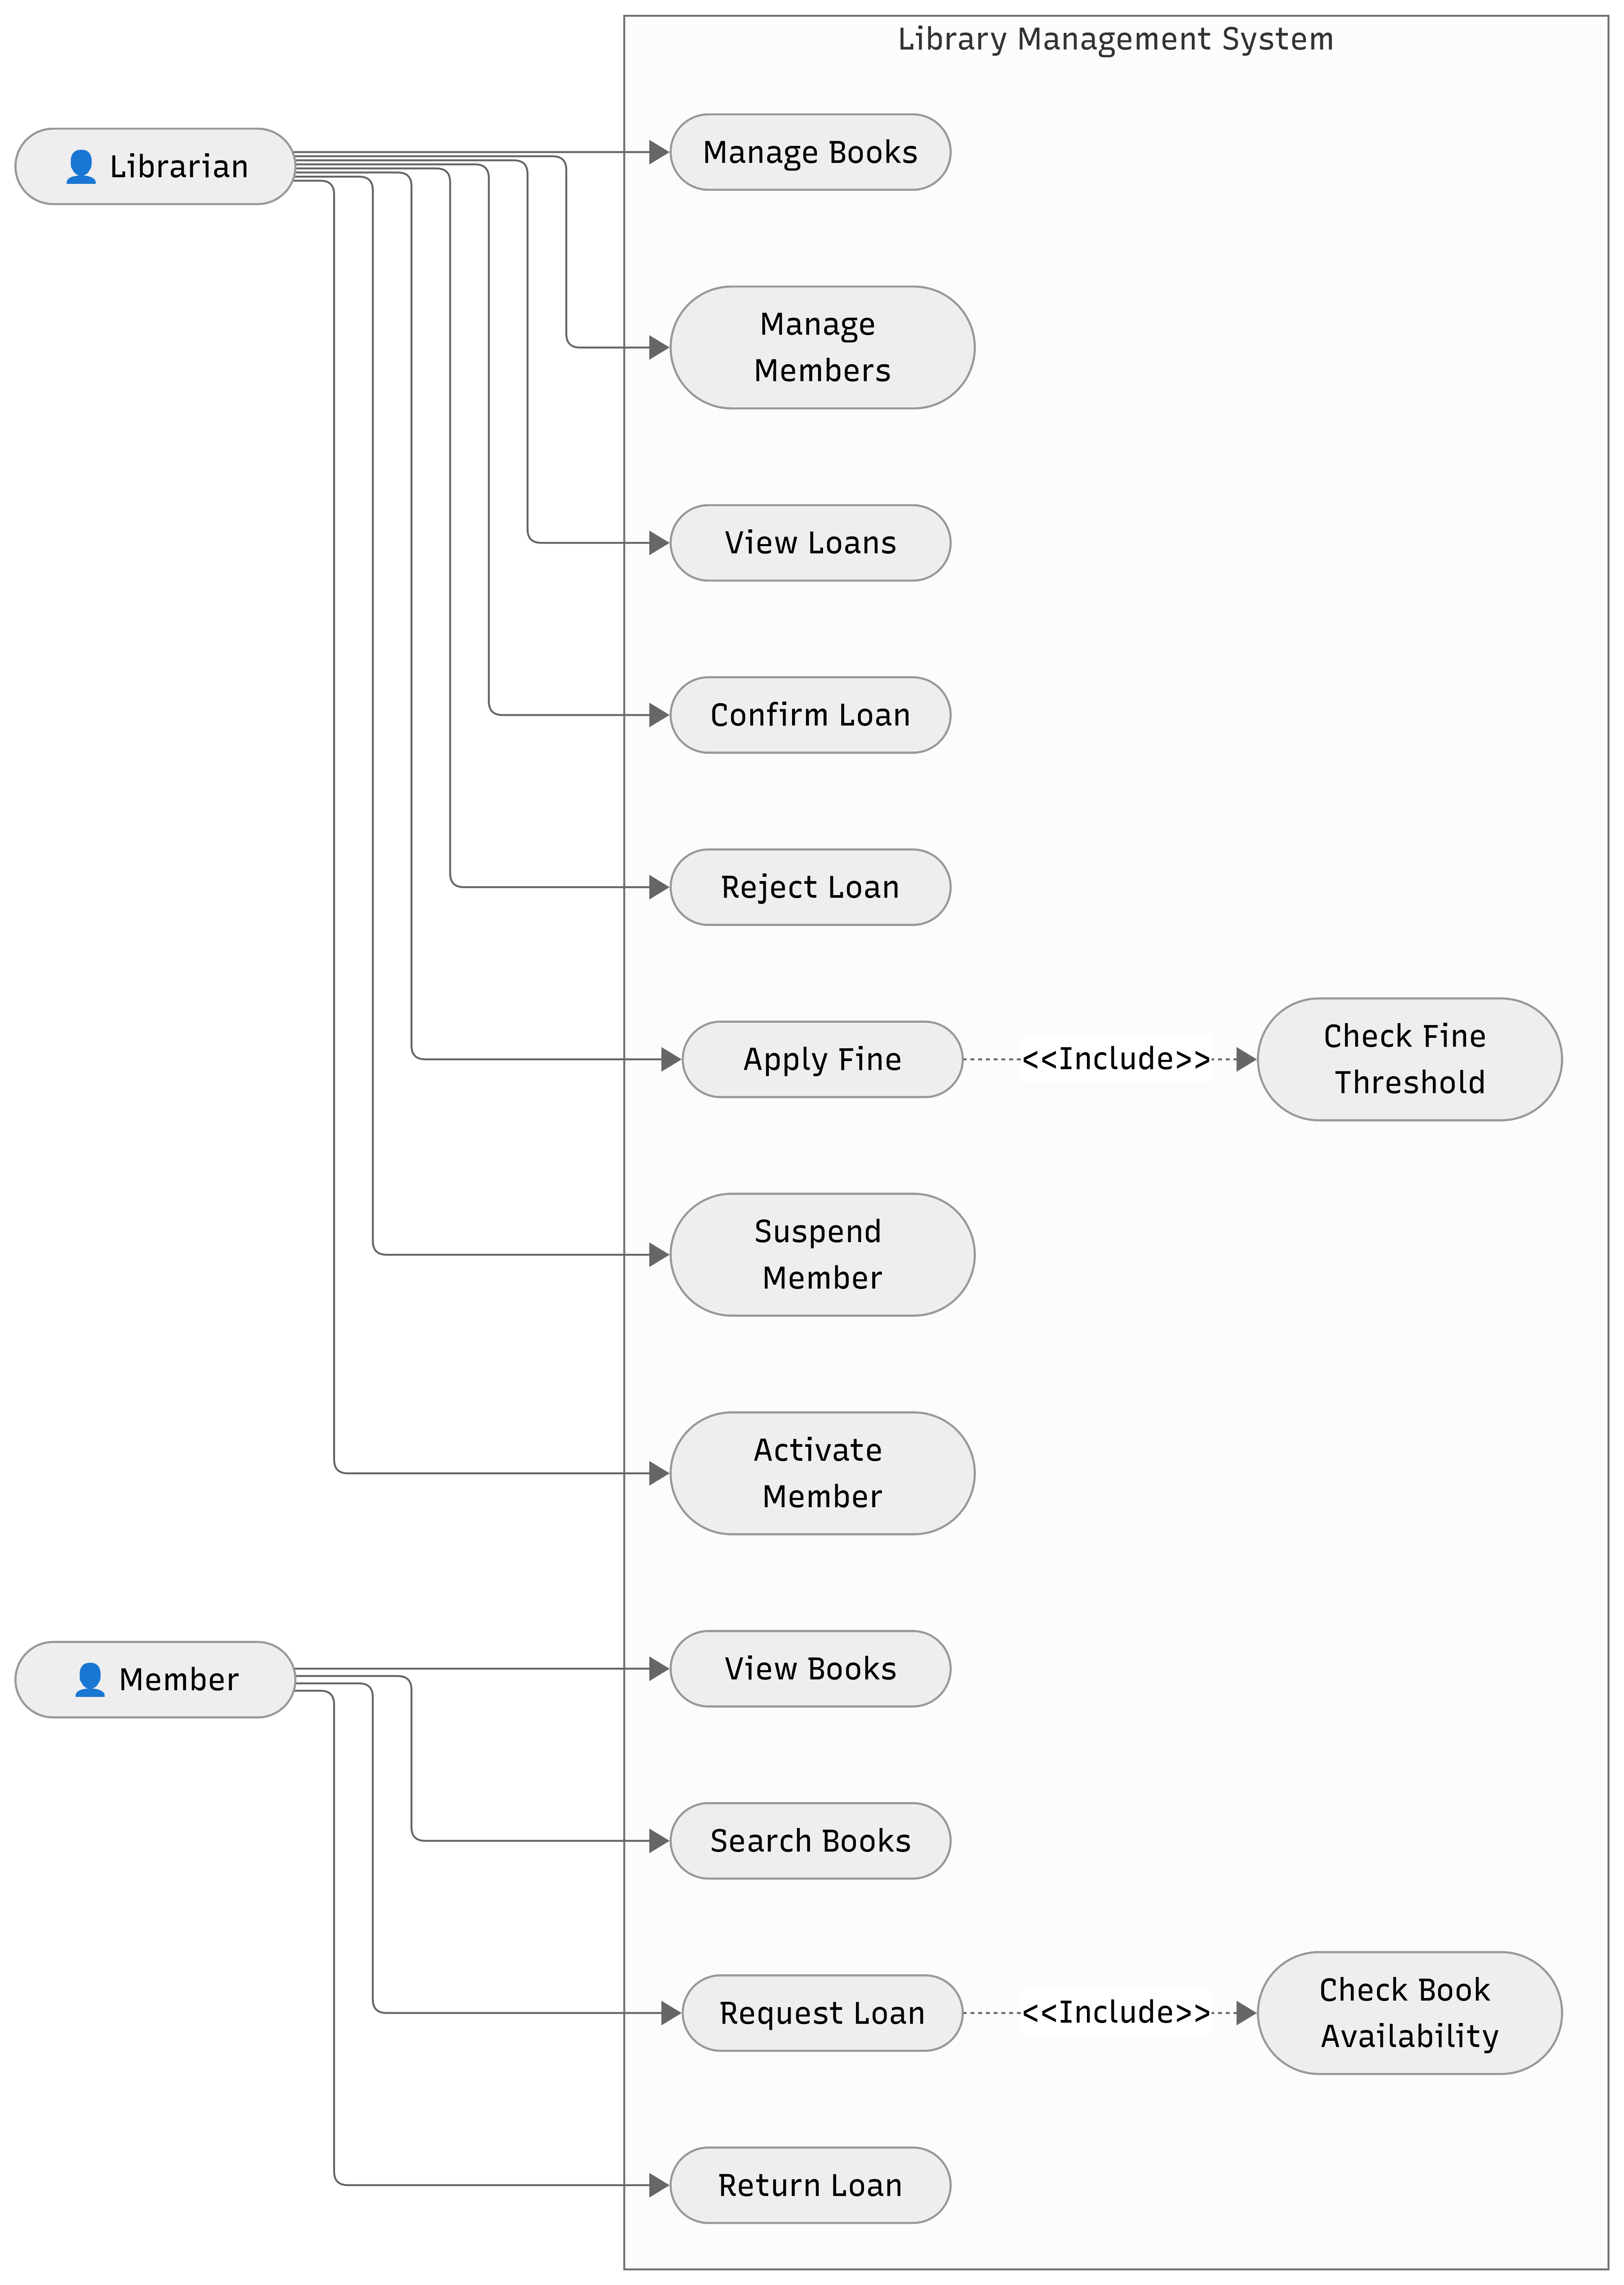 Library Management System
Librarian
Manage Books
Manage
Members
View Loans
Confirm Loan
Reject Loan
Apply Fine
<<Include>>
Check Fine
Threshold
Suspend
Member
Activate
Member
Member
View Books
Search Books
Request Loan
<<Include>>
Check Book
Availability
Return Loan